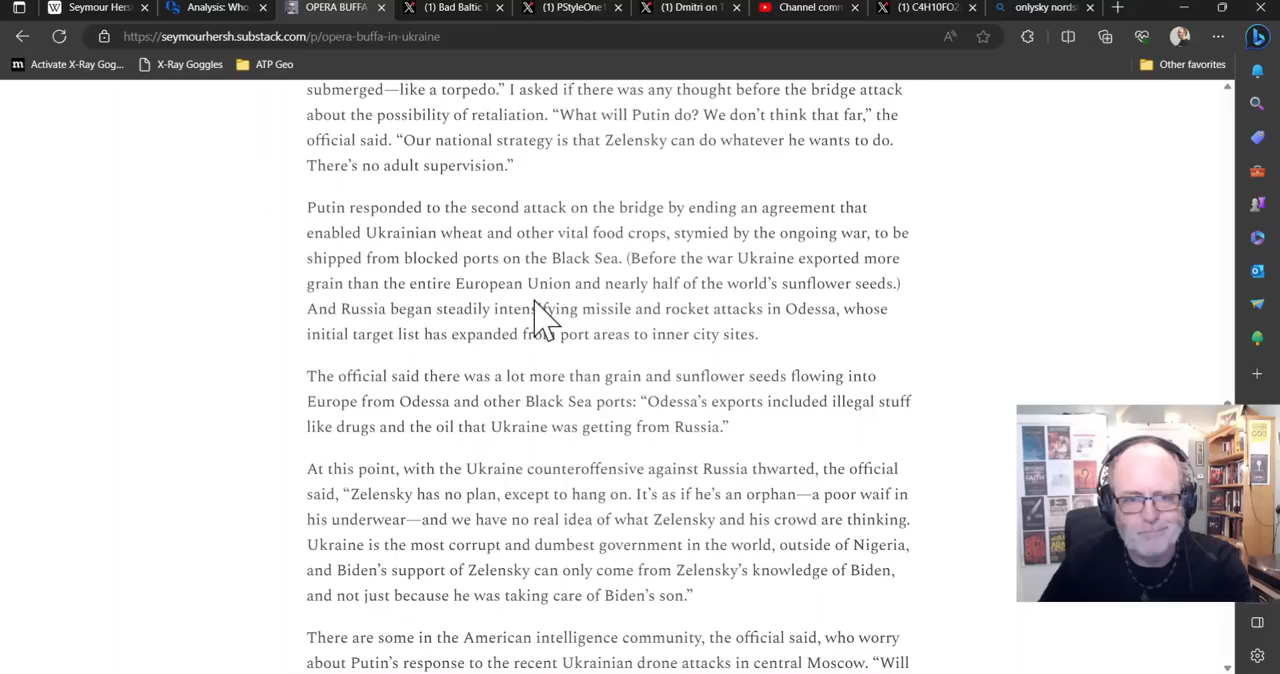 Seymour Hers
Analysis: Who
OPERA BUFFA
(1) Bad Baltic T
(1) PStyleOne1
(1) Dmitri on T
Channel comm
(1) C4H10FO2
onlysky nords
https://seymourhersh.substack.com/p/opera-buffa-in-ukraine
Activate X-Ray Gog...
X-Ray Goggles
ATP Geo
Other favorites
submerged—like a torpedo.” I asked if there was any thought before the bridge attack
about the possibility of retaliation. “What will Putin do? We don’t think that far,” the
official said. “Our national strategy is that Zelensky can do whatever he wants to do.
There’s no adult supervision.”
Putin responded to the second attack on the bridge by ending an agreement that
enabled Ukrainian wheat and other vital food crops, stymied by the ongoing war, to be
shipped from blocked ports on the Black Sea. (Before the war Ukraine exported more
grain than the entire European Union and nearly half of the world’s sunflower seeds.)
And Russia began steadily intensifying missile and rocket attacks in Odessa, whose
initial target list has expanded from port areas to inner city sites.
The official said there was a lot more than grain and sunflower seeds flowing into
Europe from Odessa and other Black Sea ports: “Odessa’s exports included illegal stuff
like drugs and the oil that Ukraine was getting from Russia.”
At this point, with the Ukraine counteroffensive against Russia thwarted, the official
said, “Zelensky has no plan, except to hang on. It’s as if he’s an orphan—a poor waif in
his underwear—and we have no real idea of what Zelensky and his crowd are thinking.
Ukraine is the most corrupt and dumbest government in the world, outside of Nigeria,
and Biden’s support of Zelensky can only come from Zelensky’s knowledge of Biden,
and not just because he was taking care of Biden’s son.”
There are some in the American intelligence community, the official said, who worry
about Putin’s response to the recent Ukrainian drone attacks in central Moscow. “Will